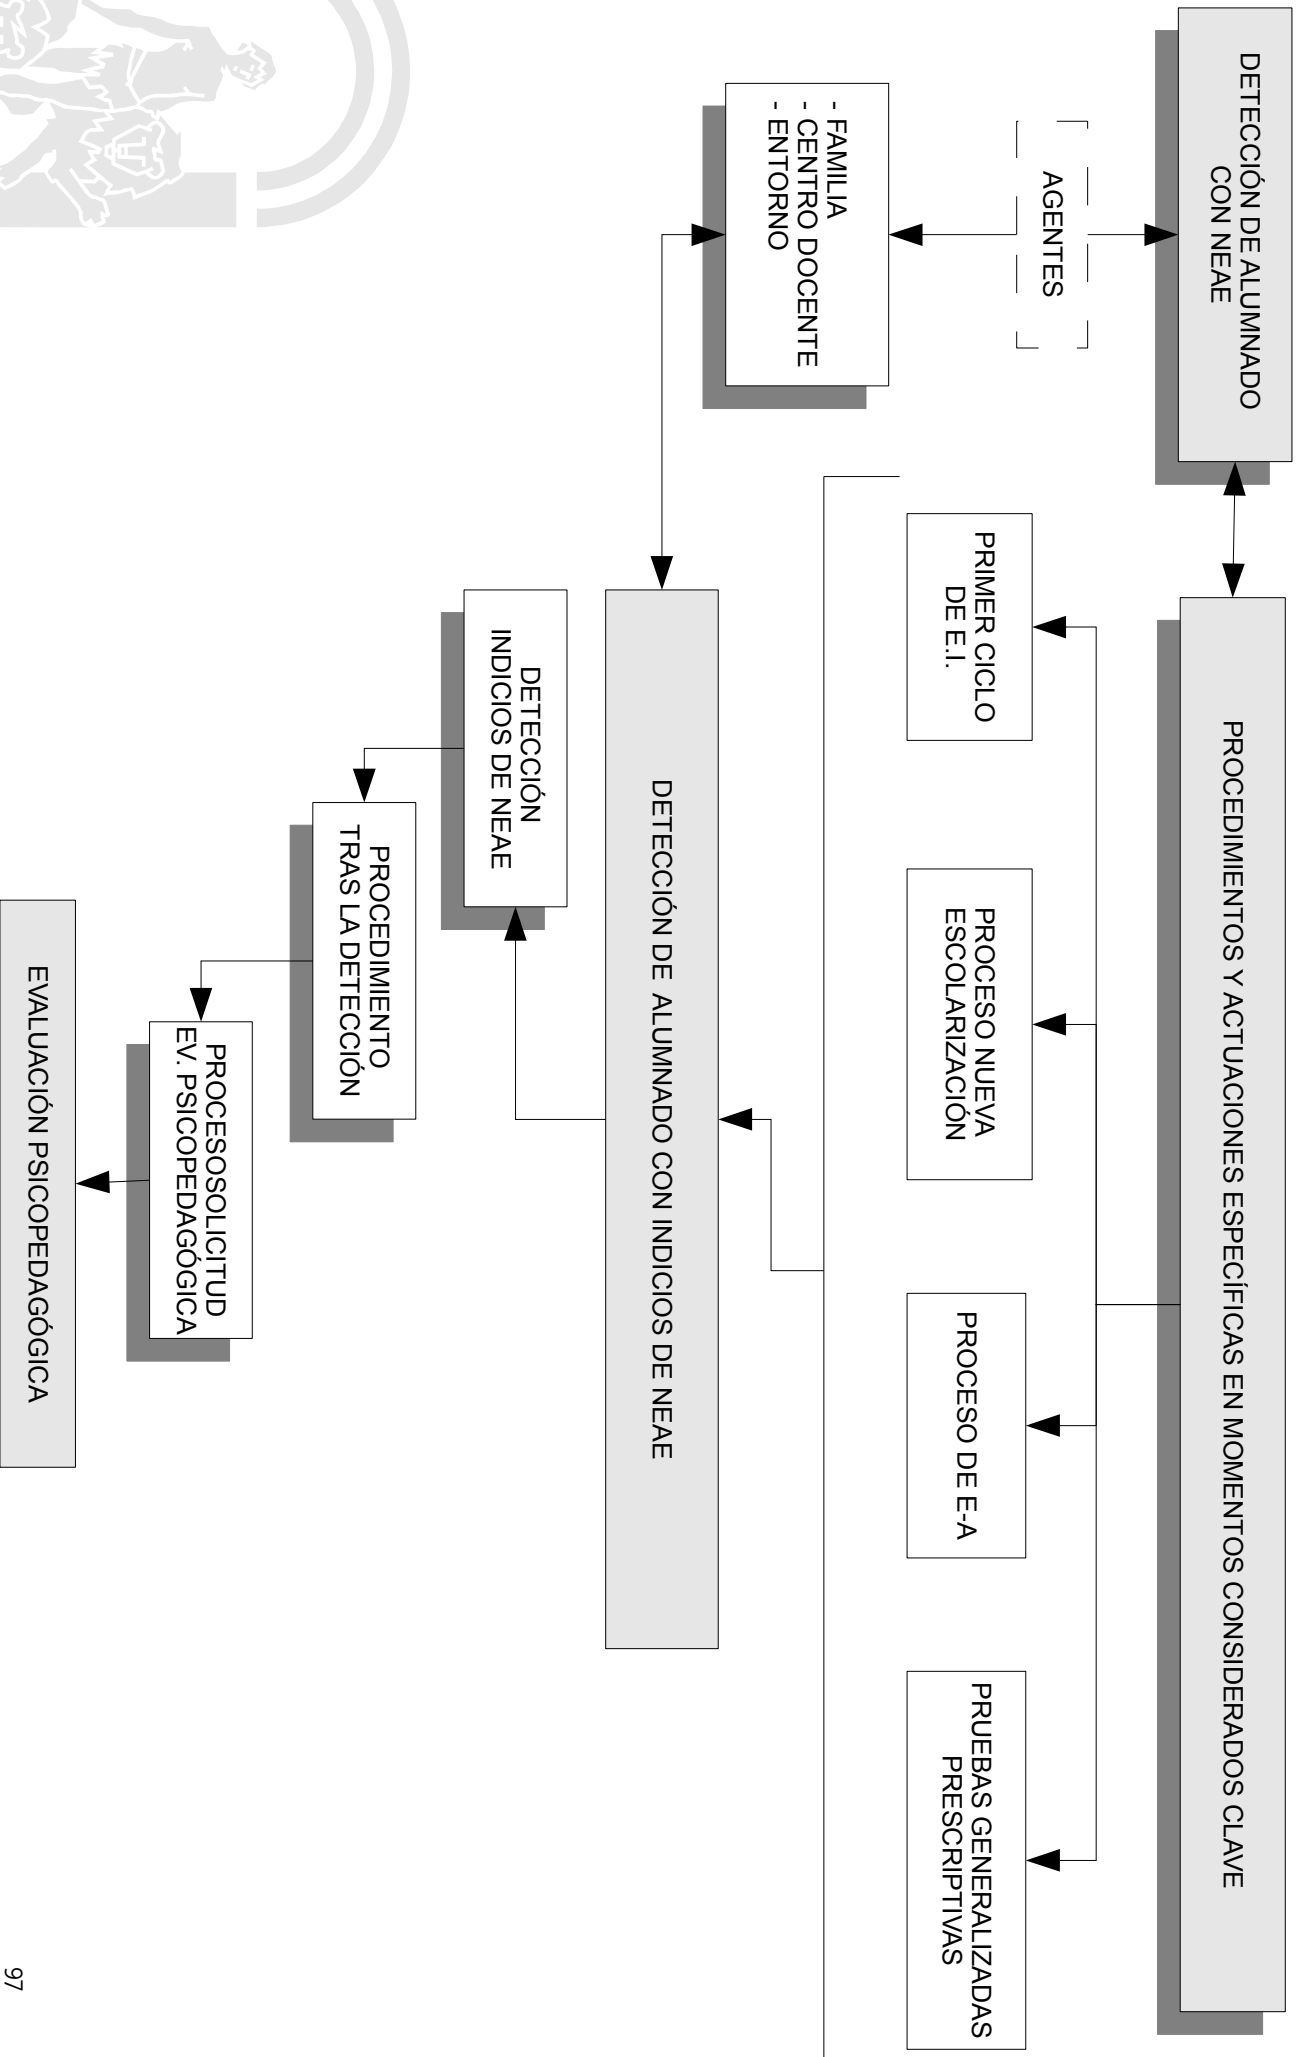 DETECCIÓN DE ALUMNADO
CON NEAE
PROCEDIMIENTOS Y ACTUACIONES ESPECÍFICAS EN MOMENTOS CONSIDERADOS CLAVE
AGENTES
- FAMILIA
- CENTRO DOCENTE
- ENTORNO
PRIMER CICLO
DE E.I.
PROCESO NUEVA
ESCOLARIZACIÓN
PROCESO DE E-A
PRUEBAS GENERALIZADAS
PRESCRIPTIVAS
DETECCIÓN DE ALUMNADO CON INDICIOS DE NEAE
DETECCIÓN
INDICIOS DE NEAE
PROCEDIMIENTO
TRAS LA DETECCIÓN
PROCESOSOLICITUD
EV. PSICOPEDAGÓGICA
EVALUACIÓN PSICOPEDAGÓGICA
97